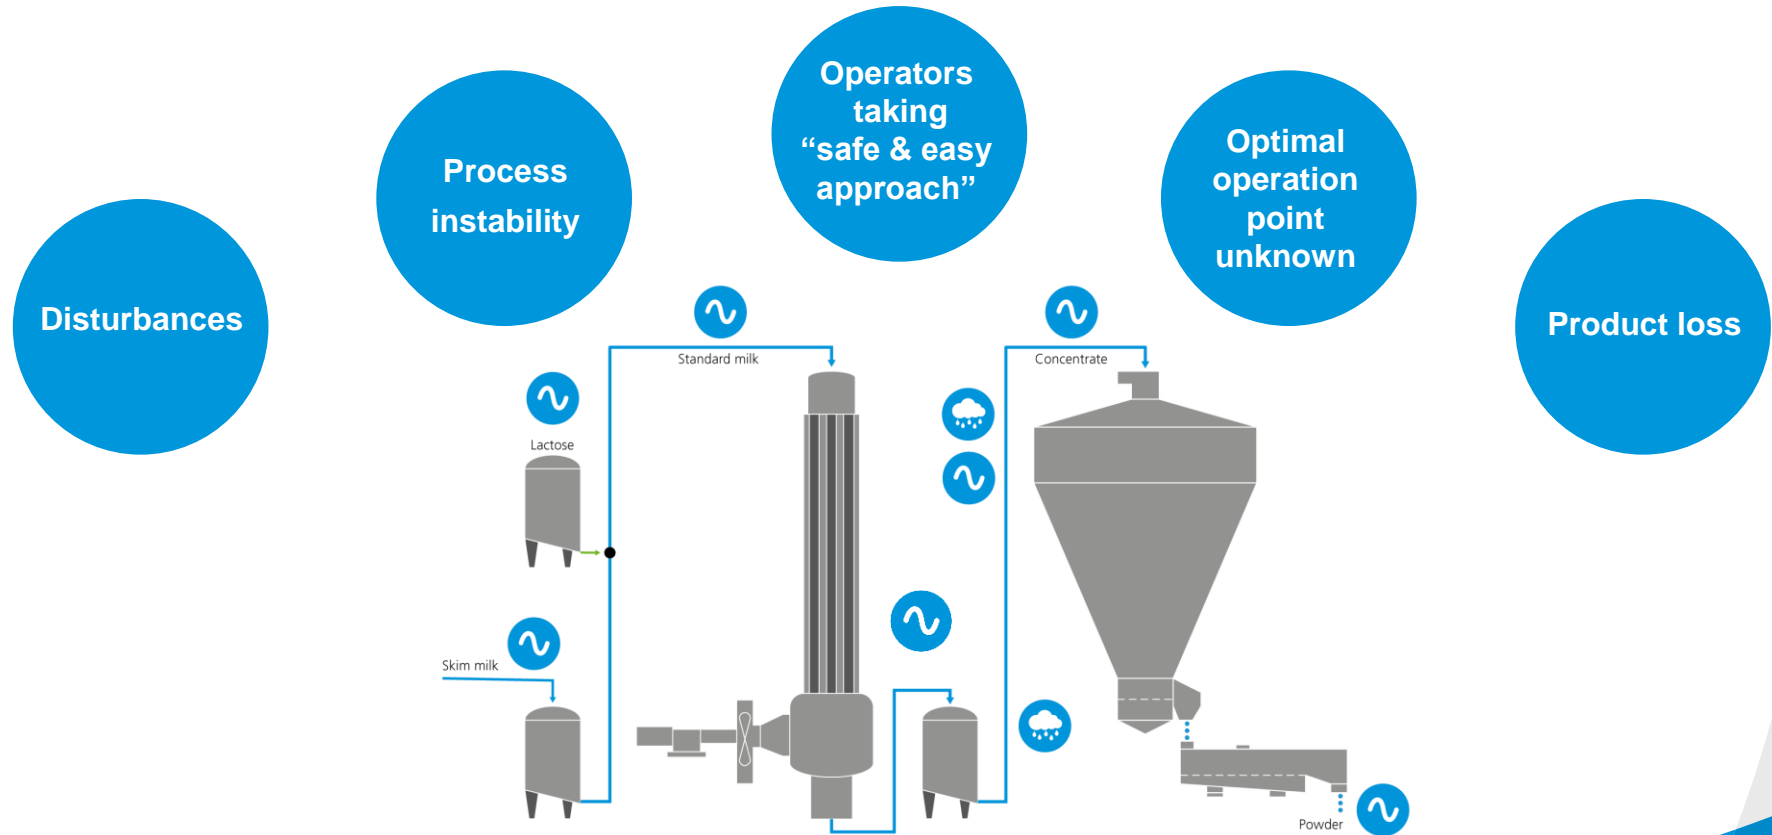 Disturbances
Process
instability
Operators
taking
“safe & easy
approach”
Optimal
operation
point
unknown
Product loss
Standard milk
Concentrate
Lactose
Skim milk
Powder